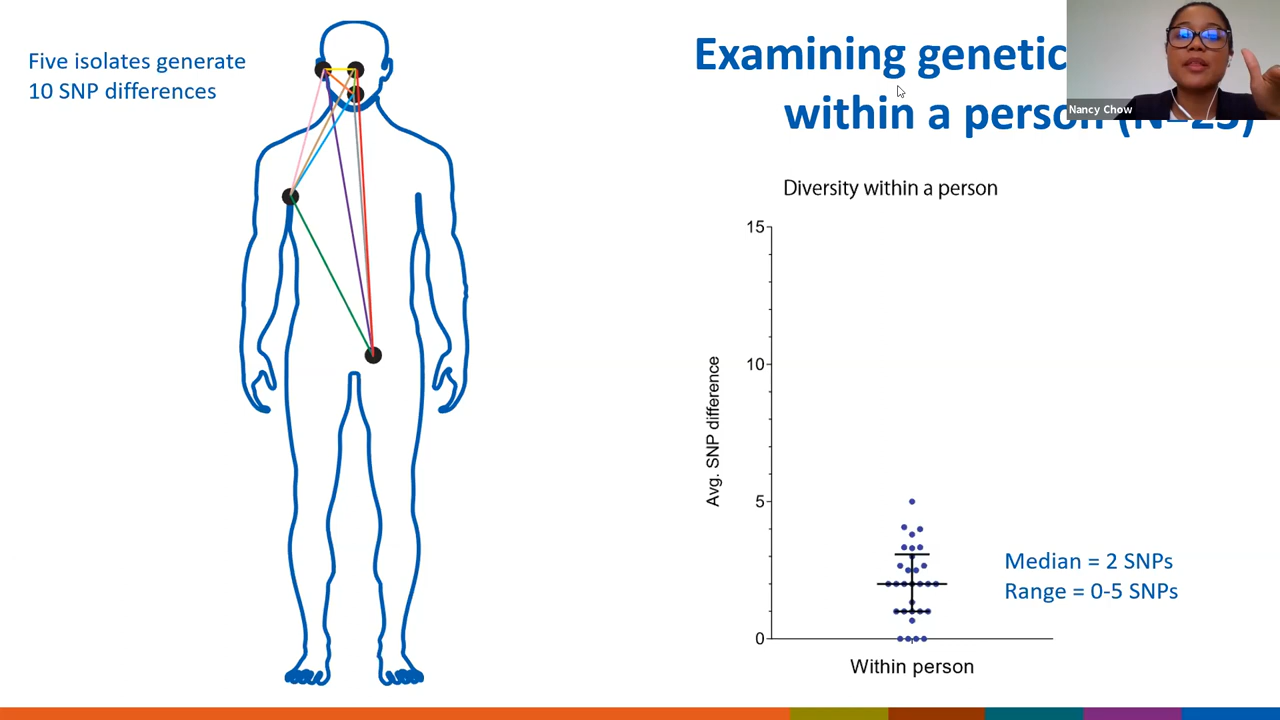 Five isolates generate
10 SNP differences
Examining genetic
within a person
Nancy Chow
Diversity within a person
15
10
5
0
Avg. SNP difference
Within person
Median = 2 SNPs
Range = 0-5 SNPs